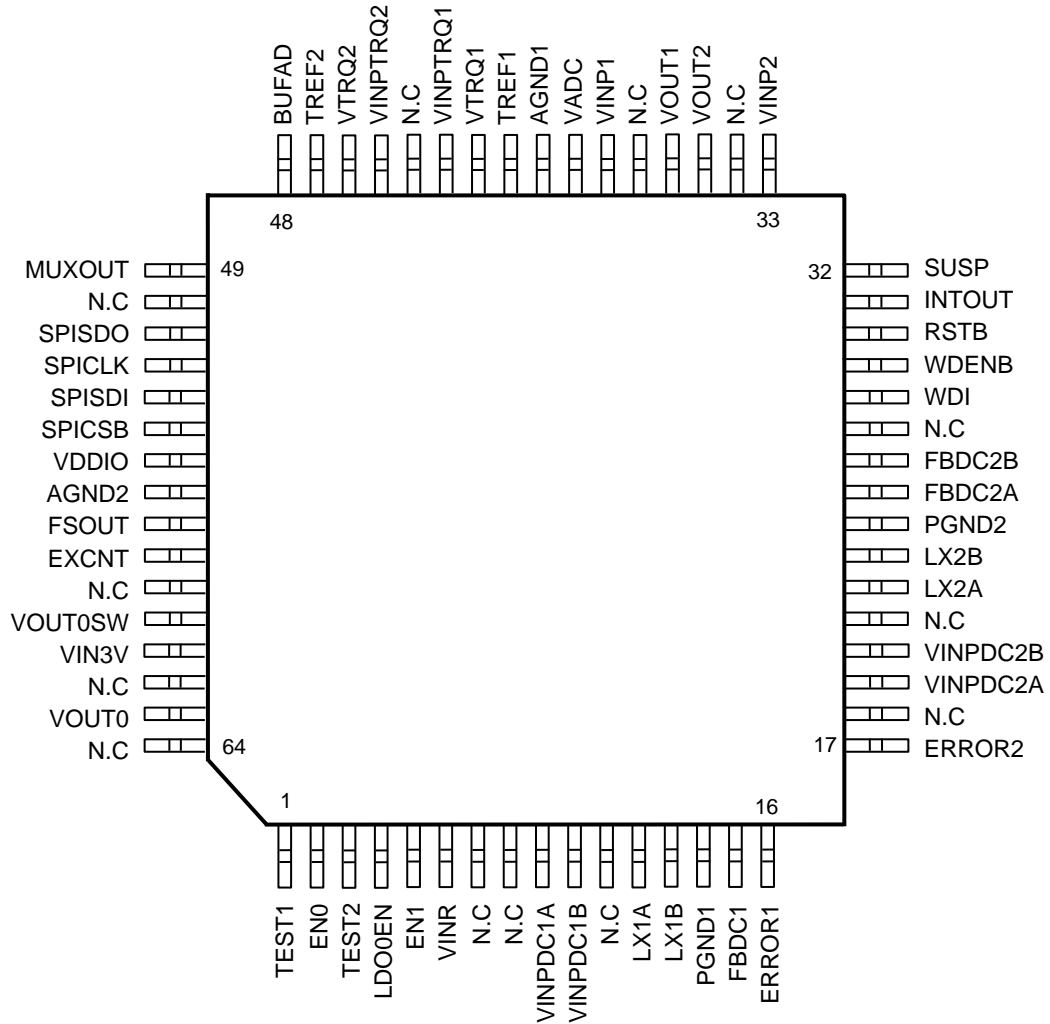 BUFAD
TREF2
VTRQ2
VINPTRQ2
N.C
VINPTRQ1
VTRQ1
TREF1
AGND1
VADC
VINP1
N.C
VOUT1
VOUT2
N.C
VINP2
48
33
MUXOUT
N.C
SPISDO
SPICLK
SPISDI
SPICSB
VDDIO
AGND2
FSOUT
EXCNT
N.C
VOUT0SW
VIN3V
N.C
VOUT0
N.C
49
64
32
17
SUSP
INTOUT
RSTB
WDENB
WDI
N.C
FBDC2B
FBDC2A
PGND2
LX2B
LX2A
N.C
VINPDC2B
VINPDC2A
N.C
ERROR2
1
16
TEST1
EN0
TEST2
LDO0EN
EN1
VINR
N.C
N.C
VINPDC1A
VINPDC1B
N.C
LX1A
LX1B
PGND1
FBDC1
ERROR1